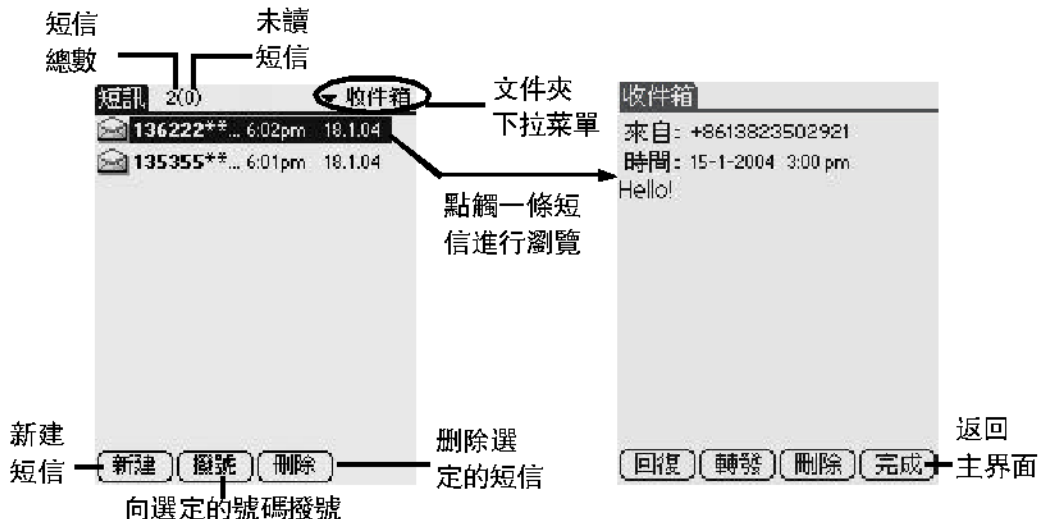 短信
總數
未讀
短信
短訊 2(0) 收件箱
136222**... 6:02pm 18.1.04
135355**... 6:01pm 18.1.04
文件夾
下拉菜單
點觸一條短
信進行瀏覽
新建
短信
新建 撥號 刪除
刪除選
定的短信
向選定的號碼撥號
收件箱
來自: +8613823502921
時間: 15-1-2004 3:00 pm
Hello!
回復 轉發 刪除 完成
返回
主界面